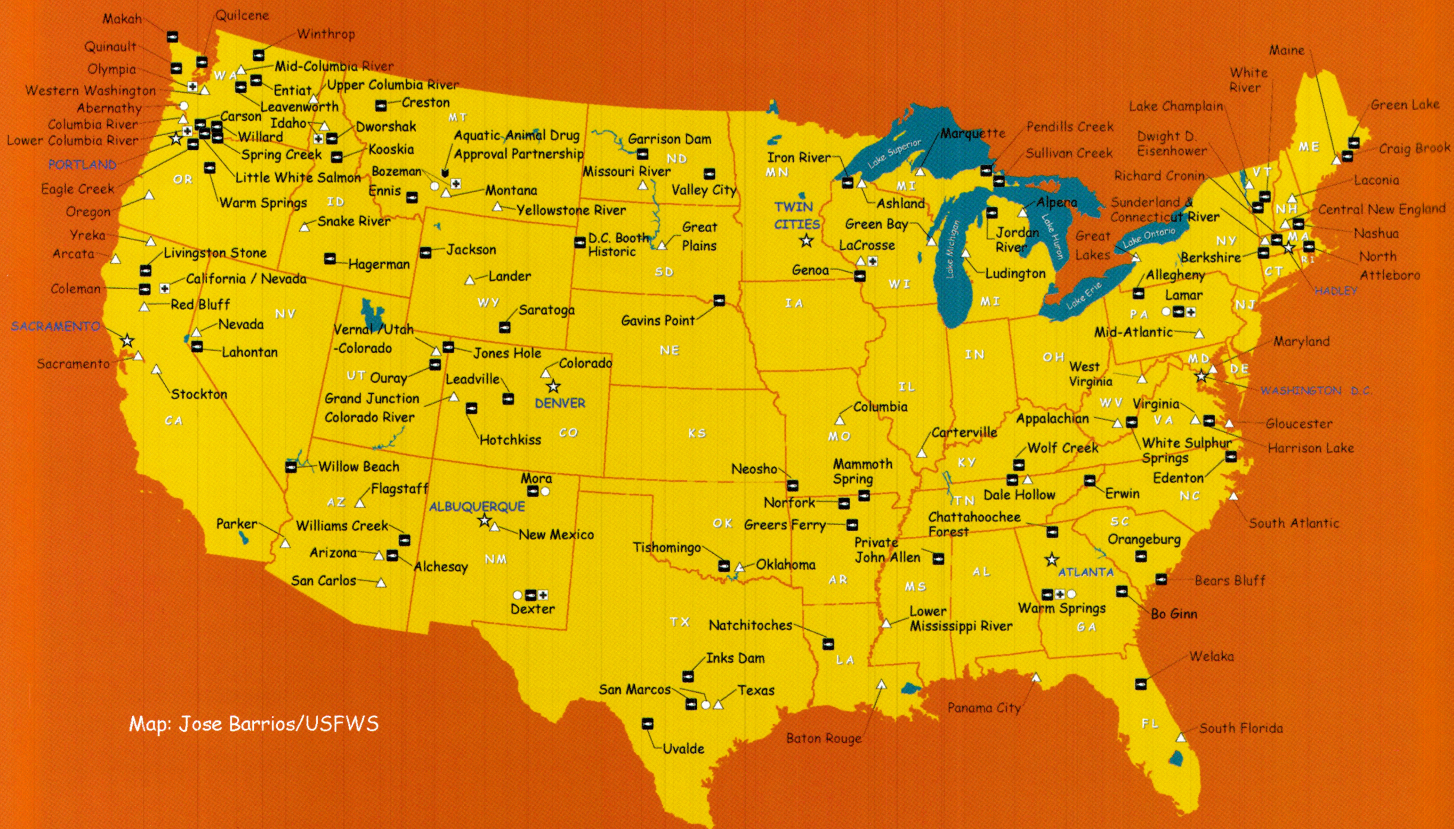 Makah
Quilcene
Quinault
Winthrop
Olympia
WA
Mid-Columbia River
Western Washington
Entiat
Upper Columbia River
Abernathy
Leavenworth
Creston
Columbia River
Carson
Idaho
MT
Lower Columbia River
Willard
Dworshak
PORTLAND
Spring Creek
Kooskia
Eagle Creek
OR
Little White Salmon
Warm Springs
ID
Oregon
Snake River
Aquatic Animal Drug
Approval Partnership
Bozeman
Ennis
Montana
Yellowstone River
Garrison Dam
ND
Missouri River
Valley City
Yreka
Arcata
Livingston Stone
Coleman
California / Nevada
Red Bluff
SACRAMENTO
Nevada
NV
Lahontan
Sacramento
Stockton
CA
Hagerman
Jackson
Lander
WY
Saratoga
D.C. Booth
Historic
Great
Plains
SD
Gavins Point
NE
Vernal /Utah
-Colorado
Jones Hole
UT
Ouray
Leadville
Colorado
DENVER
Grand Junction
Colorado River
Hotchkiss
CO
KS
Willow Beach
AZ
Flagstaff
Mora
ALBUQUERQUE
New Mexico
NM
Parker
Williams Creek
Arizona
Alchesay
San Carlos
Dexter
OK
Tishomingo
Oklahoma
TX
Inks Dam
San Marcos
Texas
Uvalde
Map: Jose Barrios/USFWS
Iron River
MN
Lake Superior
Marquette
MI
Ashland
Pendills Creek
Sullivan Creek
TWIN
CITIES
Green Bay
LaCrosse
Genoa
WI
Lake Michigan
Jordan
River
Alpena
Lake Huron
Ludington
MI
IA
IL
IN
OH
Columbia
MO
Carterville
KY
Neosho
Mammoth
Spring
Norfork
Greers Ferry
AR
Wolf Creek
Dale Hollow
TN
Erwin
Private
John Allen
MS
AL
Chattahoochee
Forest
ATLANTA
Warm Springs
GA
SC
Orangeburg
Bears Bluff
Bo Ginn
Natchitoches
LA
Lower
Mississippi River
Baton Rouge
Panama City
Welaka
FL
South Florida
Maine
White
River
Lake Champlain
Green Lake
Dwight D.
Eisenhower
ME
Craig Brook
Richard Cronin
VT
Laconia
Sunderland &
Connecticut River
NH
Central New England
Great
Lakes
Lake Ontario
NY
MA
Nashua
Berkshire
CT
RI
North
Attleboro
HADLEY
Lake Erie
Allegheny
PA
Lamar
NJ
Mid-Atlantic
MD
Maryland
DE
West
Virginia
WASHINGTON D.C.
WV
Virginia
Appalachian
VA
Gloucester
White Sulphur
Springs
Harrison Lake
Edenton
NC
South Atlantic